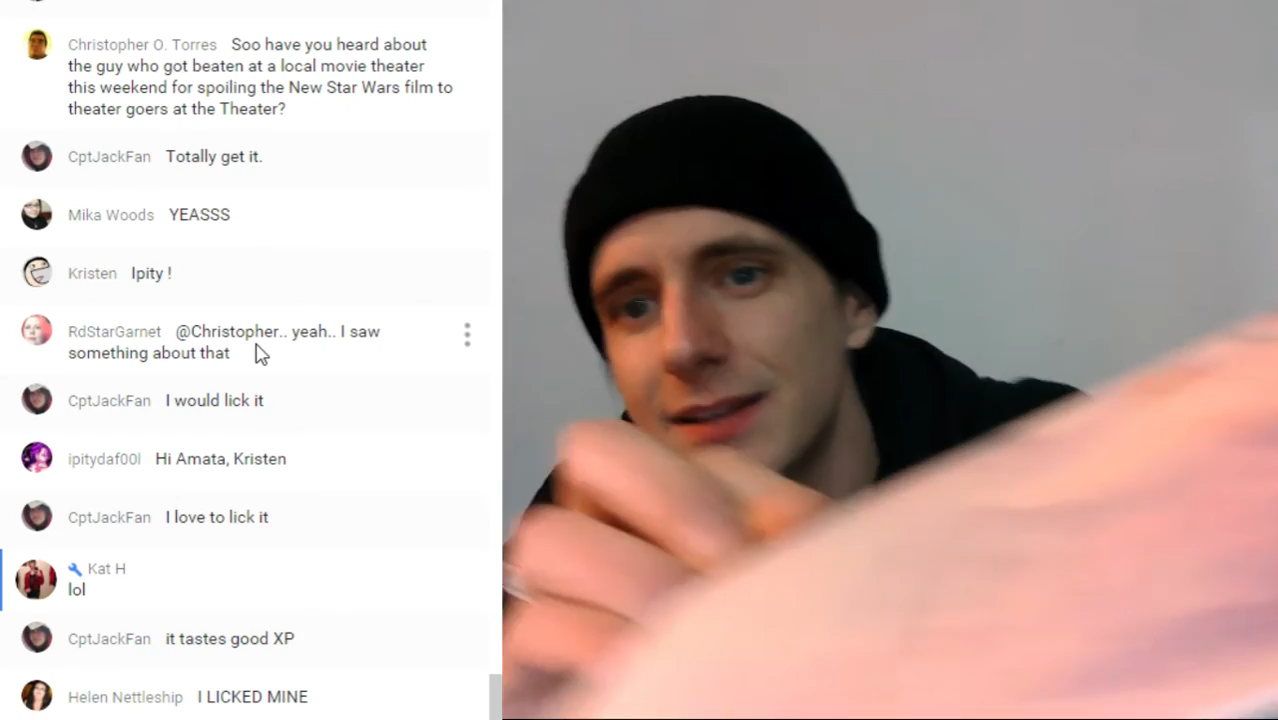 Christopher O. Torres Soo have you heard about
the guy who got beaten at a local movie theater
this weekend for spoiling the New Star Wars film to
theater goers at the Theater?
CptJackFan Totally get it.
Mika Woods YEASSS
Kristen Ipity !
RdStarGarnet @Christopher.. yeah.. I saw
something about that
CptJackFan I would lick it
ipitydaf00l Hi Amata, Kristen
CptJackFan I love to lick it
Kat H
lol
CptJackFan it tastes good XP
Helen Nettleship I LICKED MINE